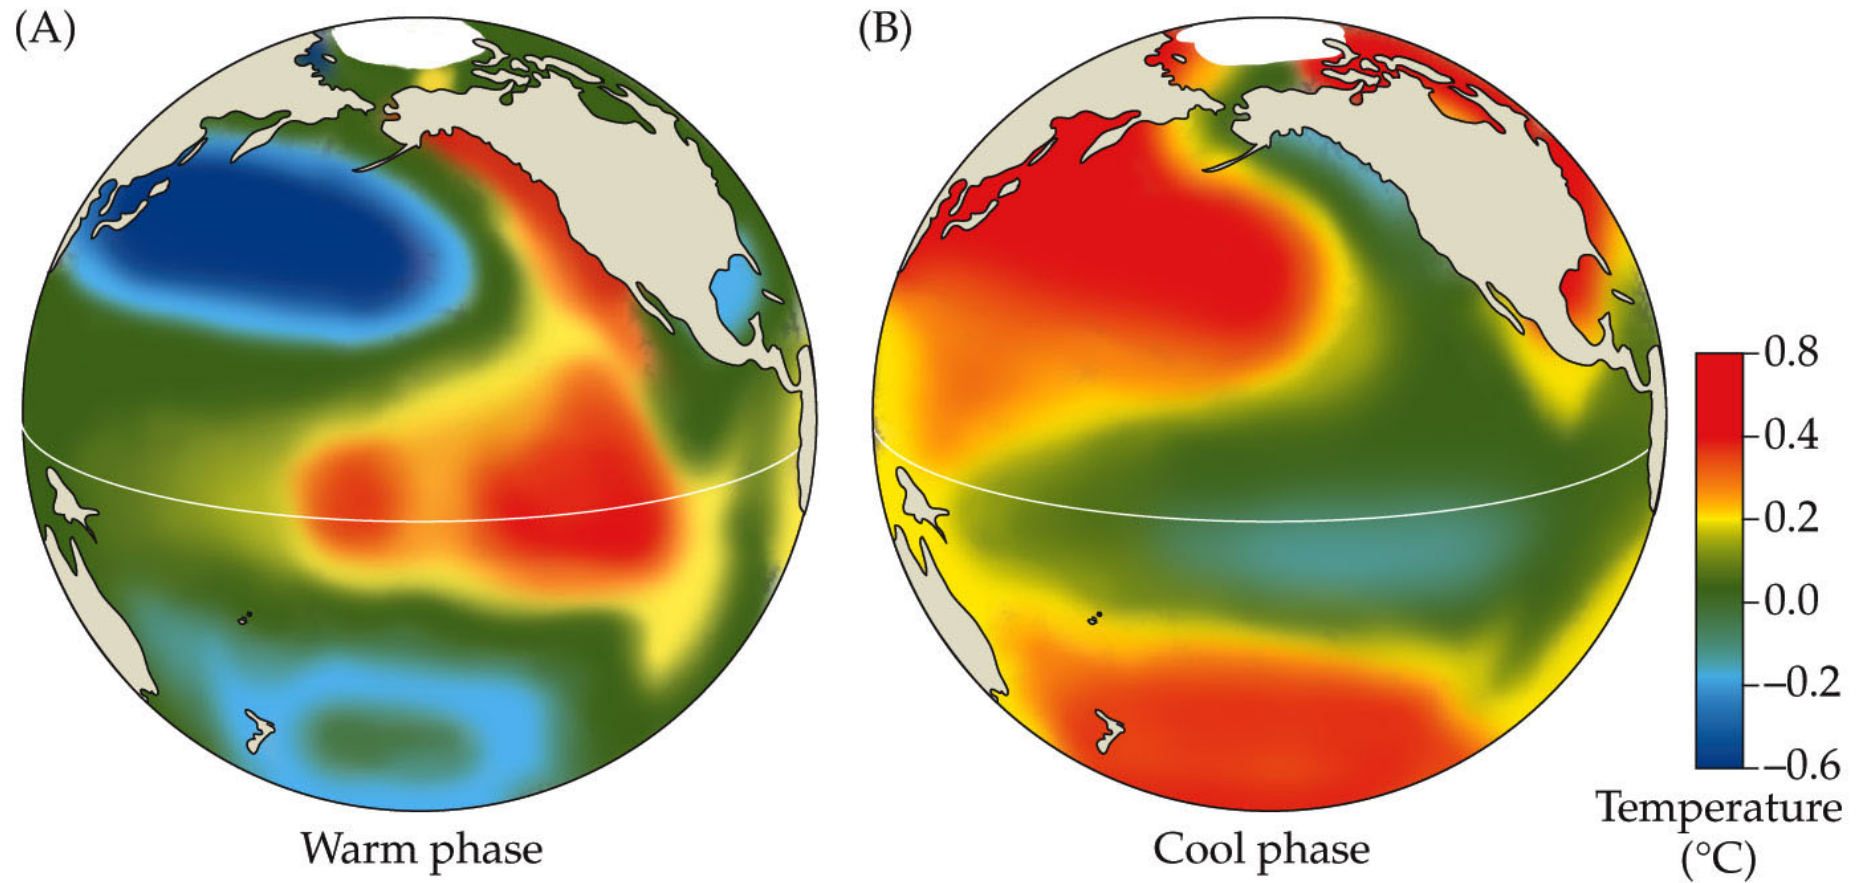 (A)
(B)
0.8
0.4
0.2
0.0
–0.2
–0.6
Temperature
(°C)
Warm phase
Cool phase